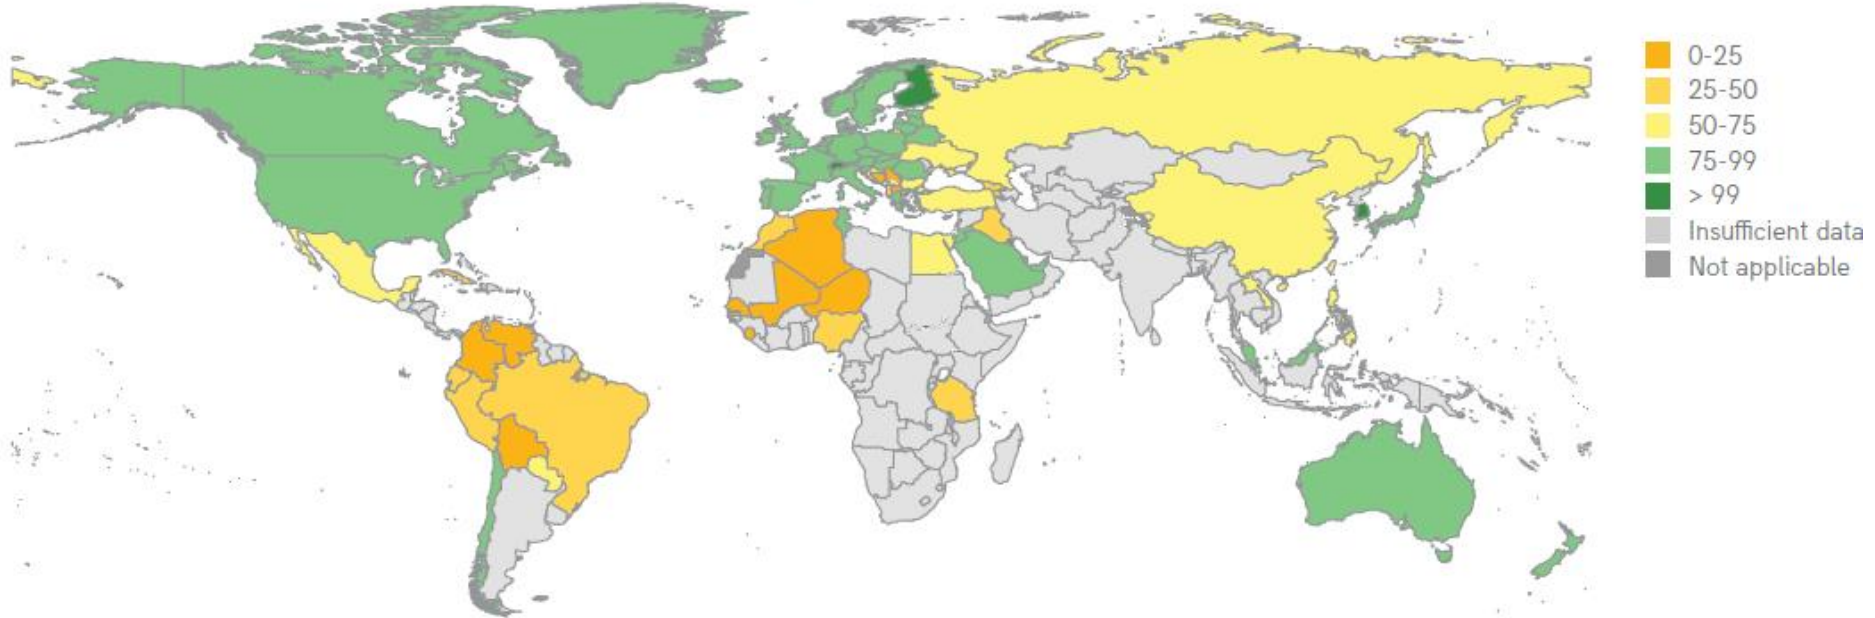 0-25
25-50
50-75
75-99
> 99
Insufficient data
Not applicable